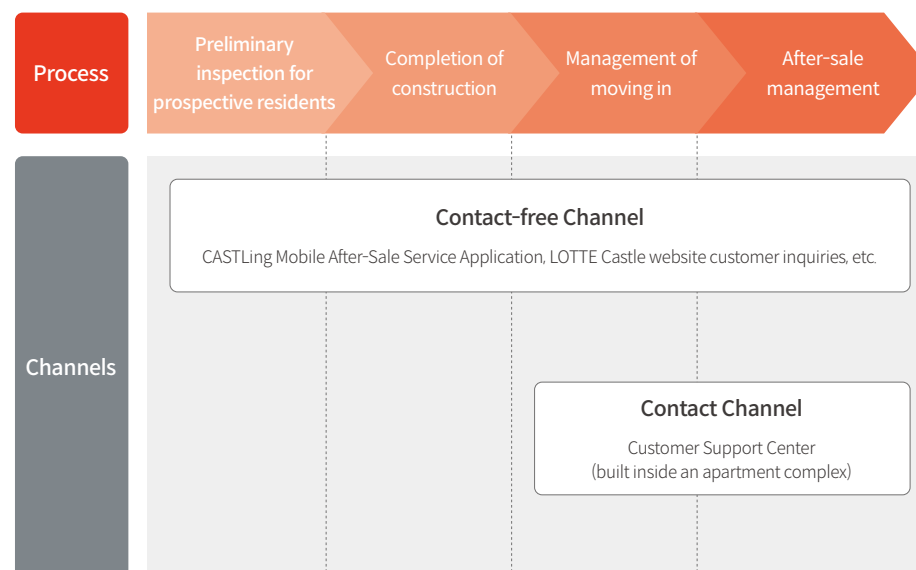 Process
Preliminary
inspection for
prospective residents
Completion of
construction
Management of
moving in
After-sale
management
Channels
Contact-free Channel
CASTLing Mobile After-Sale Service Application, LOTTE Castle website customer inquiries, etc.
Contact Channel
Customer Support Center
(built inside an apartment complex)